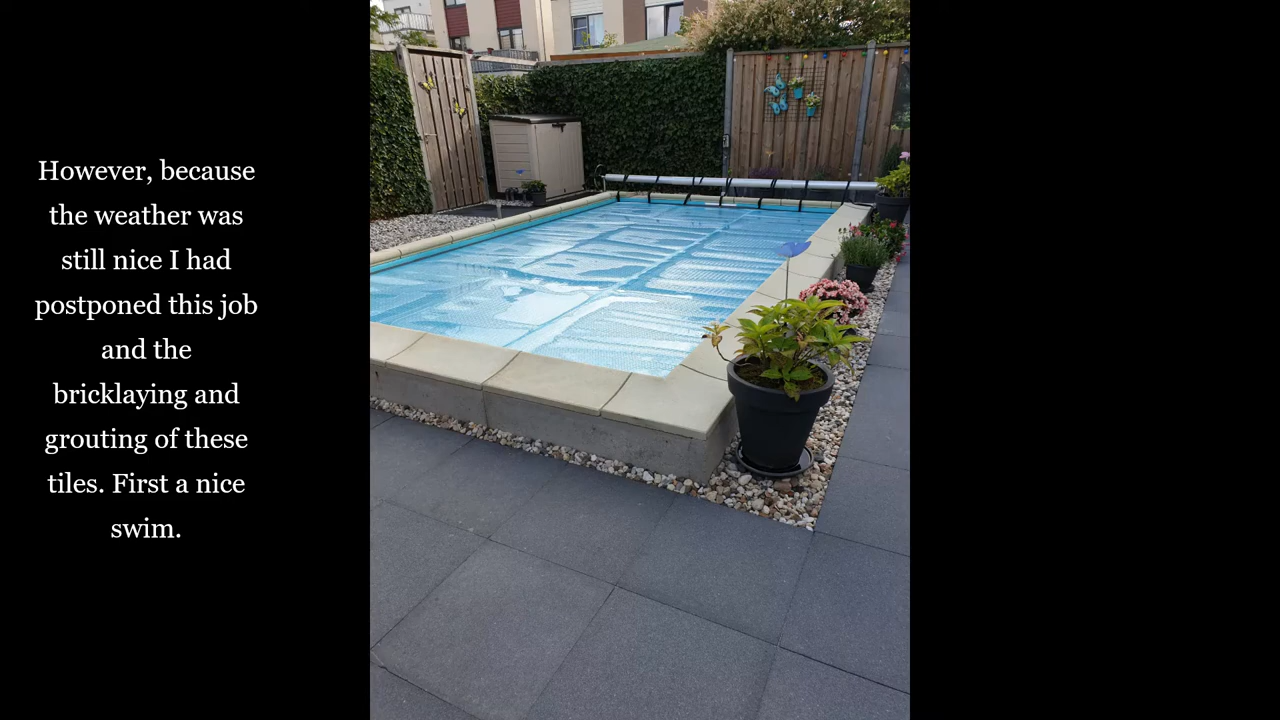 However, because
the weather was
still nice I had
postponed this job
and the
bricklaying and
grouting of these
tiles. First a nice
swim.